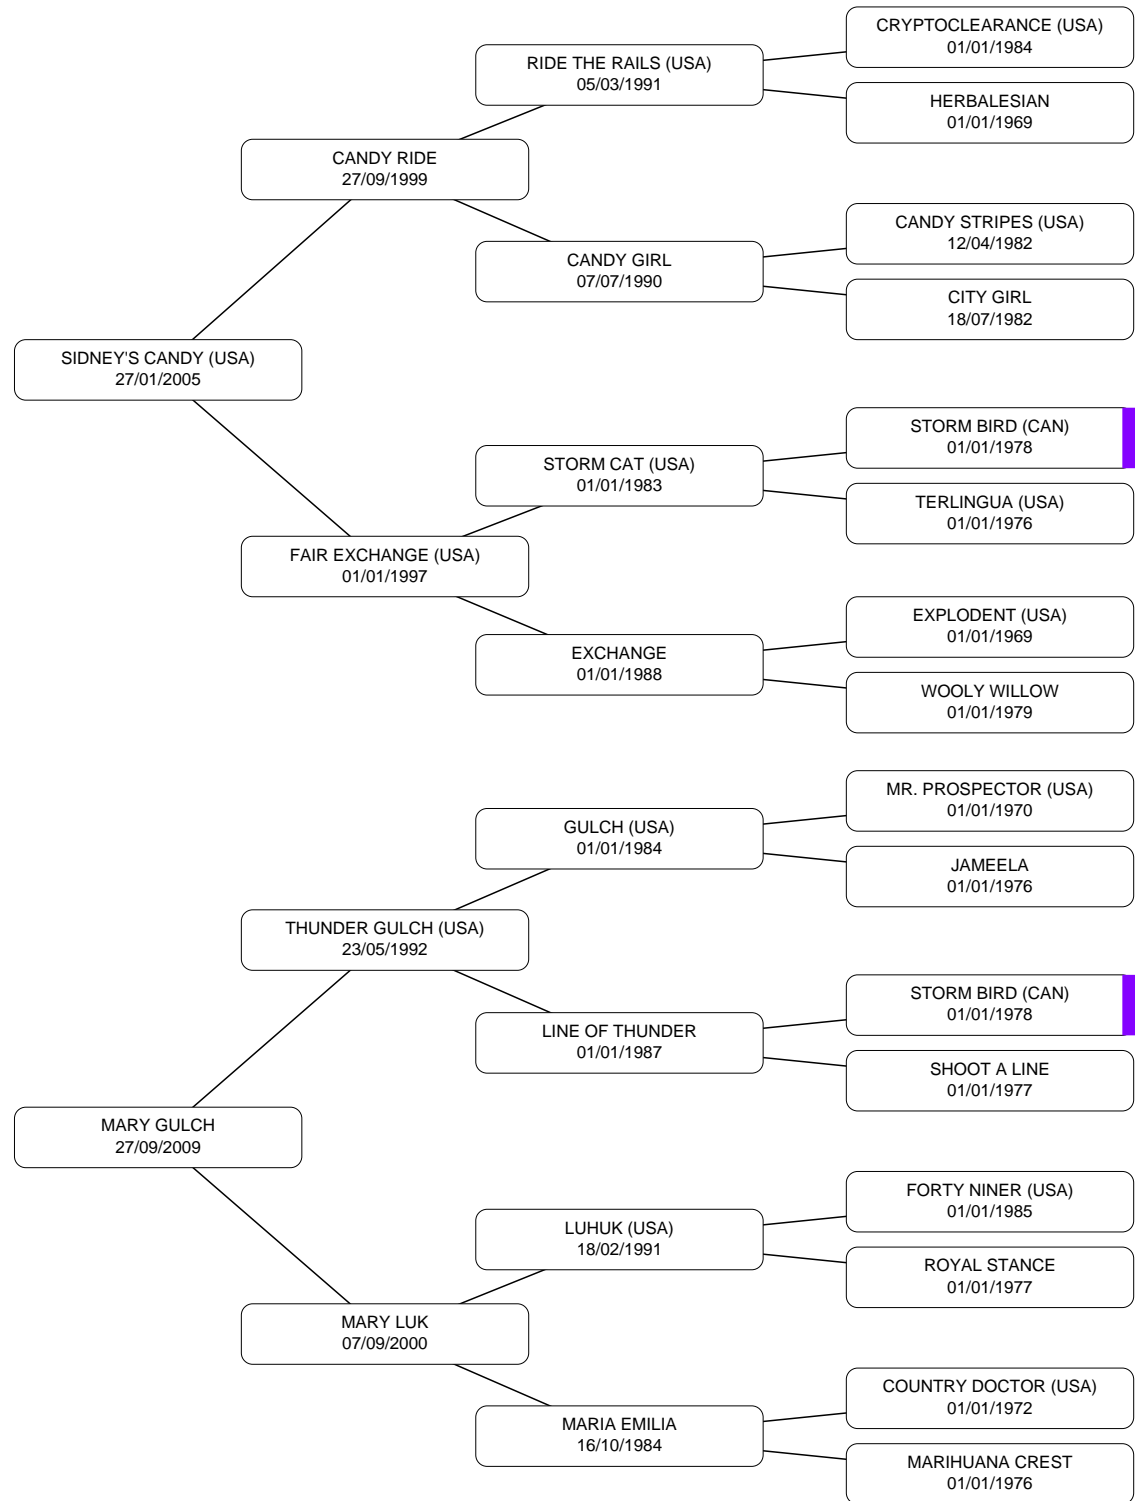 CRYPTOCLEARANCE (USA)
01/01/1984
RIDE THE RAILS (USA)
05/03/1991
HERBALESIAN
01/01/1969
CANDY RIDE
27/09/1999
CANDY STRIPES (USA)
12/04/1982
CANDY GIRL
07/07/1990
CITY GIRL
18/07/1982
SIDNEY'S CANDY (USA)
27/01/2005
STORM BIRD (CAN)
01/01/1978
STORM CAT (USA)
01/01/1983
TERLINGUA (USA)
01/01/1976
FAIR EXCHANGE (USA)
01/01/1997
EXPLODENT (USA)
01/01/1969
EXCHANGE
01/01/1988
WOOLY WILLOW
01/01/1979
MR. PROSPECTOR (USA)
01/01/1970
GULCH (USA)
01/01/1984
JAMEELA
01/01/1976
THUNDER GULCH (USA)
23/05/1992
STORM BIRD (CAN)
01/01/1978
LINE OF THUNDER
01/01/1987
SHOOT A LINE
01/01/1977
MARY GULCH
27/09/2009
FORTY NINER (USA)
01/01/1985
LUHUK (USA)
18/02/1991
ROYAL STANCE
01/01/1977
MARY LUK
07/09/2000
COUNTRY DOCTOR (USA)
01/01/1972
MARIA EMILIA
16/10/1984
MARIHUANA CREST
01/01/1976